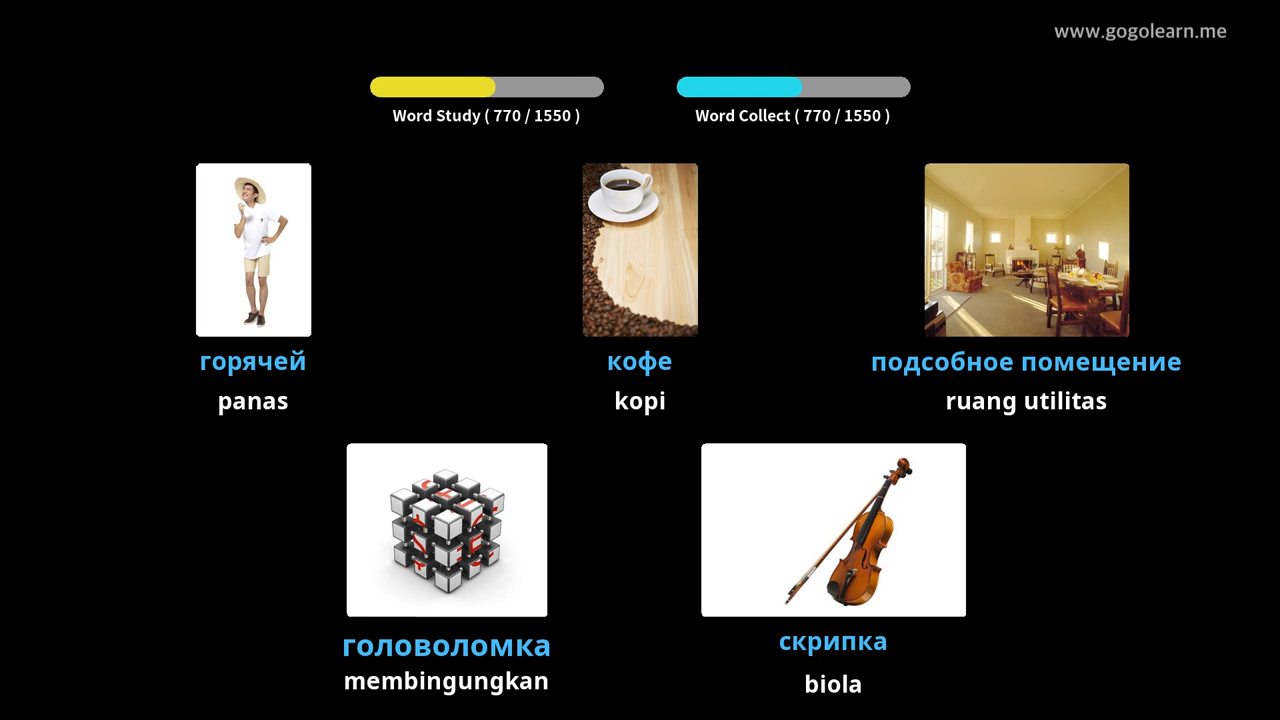 www.gogolearn.me
Word Study ( 770 / 1550 )
Word Collect ( 770 / 1550 )
горячей
кофе
подсобное помещение
panas
kopi
ruang utilitas
головоломка
скрипка
membingungkan
biola